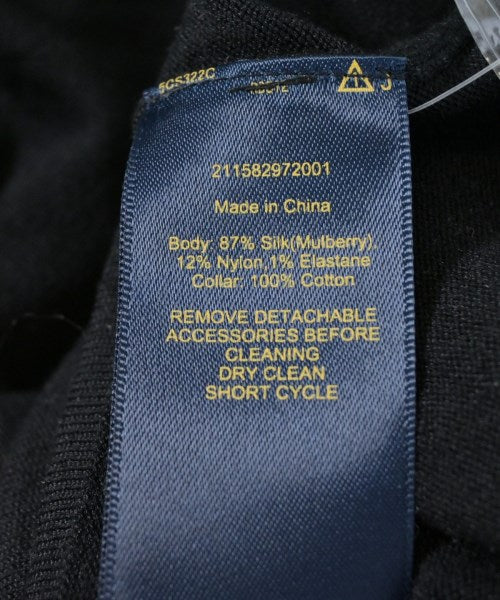 5CS322C
J
211582972001
Made in China
Body: 87% Silk(Mulberry),
12% Nylon,1% Elastane
Collar: 100% Cotton
REMOVE DETACHABLE
ACCESSORIES BEFORE
CLEANING
DRY CLEAN
SHORT CYCLE